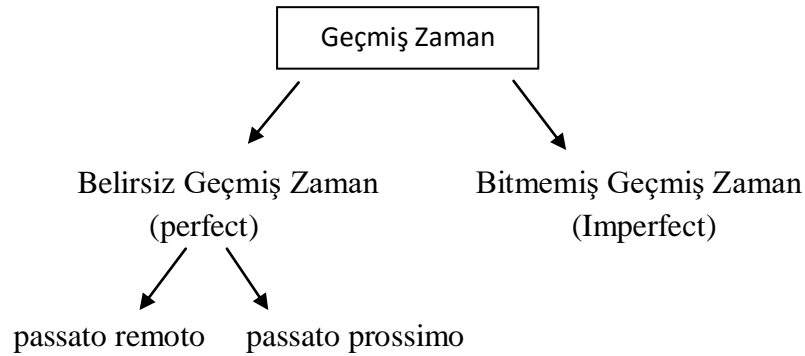 Geçmiş Zaman
Belirsiz Geçmiş Zaman
(perfect)
Bitmemiş Geçmiş Zaman
(Imperfect)
passato remoto
passato prossimo